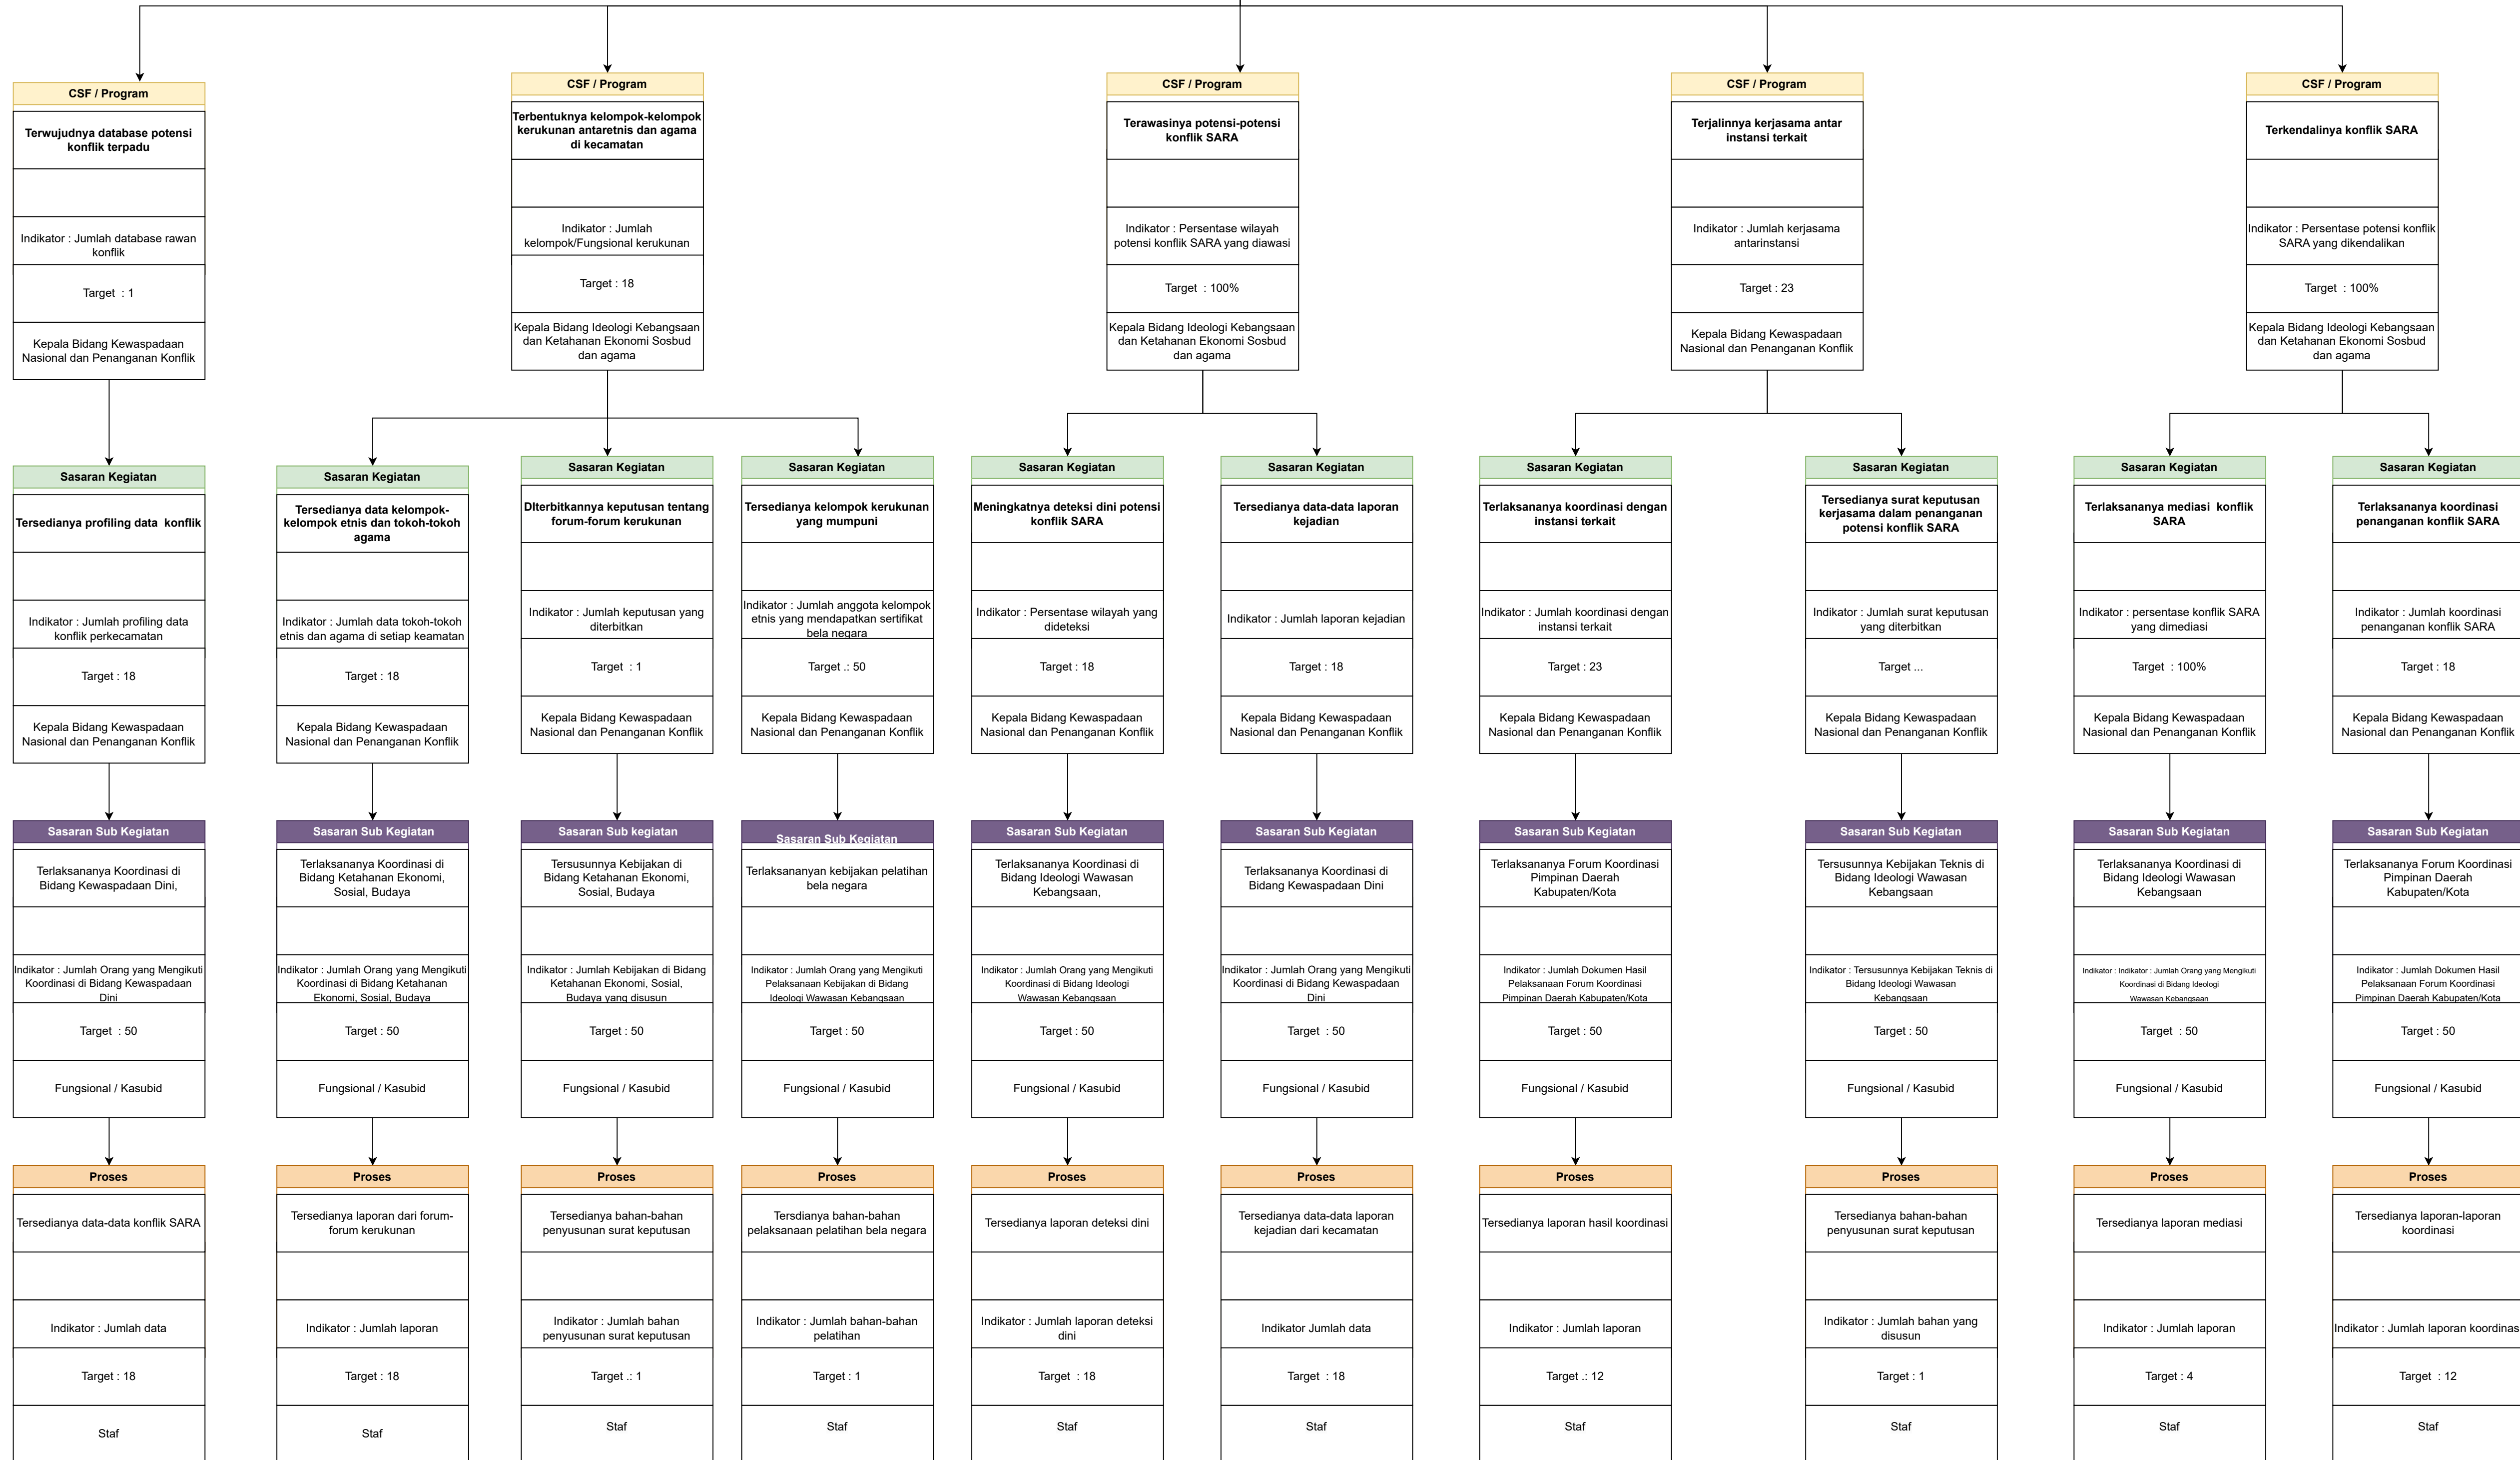 CSF / Program
Terwujudnya database potensi
konflik terpadu
Indikator : Jumlah database rawan
konflik
Target : 1
Kepala Bidang Kewaspadaan
Nasional dan Penanganan Konflik
CSF / Program
Terbentuknya kelompok-kelompok
kerukunan antaretnis dan agama
di kecamatan
Indikator : Jumlah
kelompok/Fungsional kerukunan
Target : 18
Kepala Bidang Ideologi Kebangsaan
dan Ketahanan Ekonomi Sosbud
dan agama
CSF / Program
Terawasinya potensi-potensi
konflik SARA
Indikator : Persentase wilayah
potensi konflik SARA yang diawasi
Target : 100%
Kepala Bidang Ideologi Kebangsaan
dan Ketahanan Ekonomi Sosbud
dan agama
CSF / Program
Terjalinnya kerjasama antar
instansi terkait
Indikator : Jumlah kerjasama
antarinstansi
Target : 23
Kepala Bidang Kewaspadaan
Nasional dan Penanganan Konflik
CSF / Program
Terkendalinya konflik SARA
Indikator : Persentase potensi konflik
SARA yang dikendalikan
Target : 100%
Kepala Bidang Ideologi Kebangsaan
dan Ketahanan Ekonomi Sosbud
dan agama
Sasaran Kegiatan
Tersedianya profiling data konflik
Indikator : Jumlah profiling data
konflik perkecamatan
Target : 18
Kepala Bidang Kewaspadaan
Nasional dan Penanganan Konflik
Sasaran Kegiatan
Tersedianya data kelompok-
kelompok etnis dan tokoh-tokoh
agama
Indikator : Jumlah data tokoh-tokoh
etnis dan agama di setiap keamatan
Target : 18
Kepala Bidang Kewaspadaan
Nasional dan Penanganan Konflik
Sasaran Kegiatan
DIterbitkannya keputusan tentang
forum-forum kerukunan
Indikator : Jumlah keputusan yang
diterbitkan
Target : 1
Kepala Bidang Kewaspadaan
Nasional dan Penanganan Konflik
Sasaran Kegiatan
Tersedianya kelompok kerukunan
yang mumpuni
Indikator : Jumlah anggota kelompok
etnis yang mendapatkan sertifikat
bela negara
Target .: 50
Kepala Bidang Kewaspadaan
Nasional dan Penanganan Konflik
Sasaran Kegiatan
Meningkatnya deteksi dini potensi
konflik SARA
Indikator : Persentase wilayah yang
dideteksi
Target : 18
Kepala Bidang Kewaspadaan
Nasional dan Penanganan Konflik
Sasaran Kegiatan
Tersedianya data-data laporan
kejadian
Indikator : Jumlah laporan kejadian
Target : 18
Kepala Bidang Kewaspadaan
Nasional dan Penanganan Konflik
Sasaran Kegiatan
Terlaksananya koordinasi dengan
instansi terkait
Indikator : Jumlah koordinasi dengan
instansi terkait
Target : 23
Kepala Bidang Kewaspadaan
Nasional dan Penanganan Konflik
Sasaran Kegiatan
Tersedianya surat keputusan
kerjasama dalam penanganan
potensi konflik SARA
Indikator : Jumlah surat keputusan
yang diterbitkan
Target ...
Kepala Bidang Kewaspadaan
Nasional dan Penanganan Konflik
Sasaran Kegiatan
Terlaksananya mediasi konflik
SARA
Indikator : persentase konflik SARA
yang dimediasi
Target : 100%
Kepala Bidang Kewaspadaan
Nasional dan Penanganan Konflik
Sasaran Kegiatan
Terlaksananya koordinasi
penanganan konflik SARA
Indikator : Jumlah koordinasi
penanganan konflik SARA
Target : 18
Kepala Bidang Kewaspadaan
Nasional dan Penanganan Konflik
Sasaran Sub Kegiatan
Terlaksananya Koordinasi di
Bidang Kewaspadaan Dini,
Indikator : Jumlah Orang yang Mengikuti
Koordinasi di Bidang Kewaspadaan
Dini
Target : 50
Fungsional / Kasubid
Sasaran Sub Kegiatan
Terlaksananya Koordinasi di
Bidang Ketahanan Ekonomi,
Sosial, Budaya
Indikator : Jumlah Orang yang Mengikuti
Koordinasi di Bidang Ketahanan
Ekonomi, Sosial, Budaya
Target : 50
Fungsional / Kasubid
Sasaran Sub kegiatan
Tersusunnya Kebijakan di
Bidang Ketahanan Ekonomi,
Sosial, Budaya
Indikator : Jumlah Kebijakan di Bidang
Ketahanan Ekonomi, Sosial,
Budaya yang disusun
Target : 50
Fungsional / Kasubid
Sasaran Sub Kegiatan
Terlaksananyan kebijakan pelatihan
bela negara
Indikator : Jumlah Orang yang Mengikuti
Pelaksanaan Kebijakan di Bidang
Ideologi Wawasan Kebangsaan
Target : 50
Fungsional / Kasubid
Sasaran Sub Kegiatan
Terlaksananya Koordinasi di
Bidang Ideologi Wawasan
Kebangsaan,
Indikator : Jumlah Orang yang Mengikuti
Koordinasi di Bidang Ideologi
Wawasan Kebangsaan
Target : 50
Fungsional / Kasubid
Sasaran Sub Kegiatan
Terlaksananya Koordinasi di
Bidang Kewaspadaan Dini
Indikator : Jumlah Orang yang Mengikuti
Koordinasi di Bidang Kewaspadaan
Dini
Target : 50
Fungsional / Kasubid
Sasaran Sub Kegiatan
Terlaksananya Forum Koordinasi
Pimpinan Daerah
Kabupaten/Kota
Indikator : Jumlah Dokumen Hasil
Pelaksanaan Forum Koordinasi
Pimpinan Daerah Kabupaten/Kota
Target : 50
Fungsional / Kasubid
Sasaran Sub Kegiatan
Tersusunnya Kebijakan Teknis di
Bidang Ideologi Wawasan
Kebangsaan
Indikator : Tersusunnya Kebijakan Teknis di
Bidang Ideologi Wawasan
Kebangsaan
Target : 50
Fungsional / Kasubid
Sasaran Sub Kegiatan
Terlaksananya Koordinasi di
Bidang Ideologi Wawasan
Kebangsaan
Indikator : Indikator : Jumlah Orang yang Mengikuti
Koordinasi di Bidang Ideologi
Wawasan Kebangsaan
Target : 50
Fungsional / Kasubid
Sasaran Sub Kegiatan
Terlaksananya Forum Koordinasi
Pimpinan Daerah
Kabupaten/Kota
Indikator : Jumlah Dokumen Hasil
Pelaksanaan Forum Koordinasi
Pimpinan Daerah Kabupaten/Kota
Target : 50
Fungsional / Kasubid
Proses
Tersedianya data-data konflik SARA
Indikator : Jumlah data
Target : 18
Staf
Proses
Tersedianya laporan dari forum-
forum kerukunan
Indikator : Jumlah laporan
Target : 18
Staf
Proses
Tersedianya bahan-bahan
penyusunan surat keputusan
Indikator : Jumlah bahan
penyusunan surat keputusan
Target .: 1
Staf
Proses
Tersdianya bahan-bahan
pelaksanaan pelatihan bela negara
Indikator : Jumlah bahan-bahan
pelatihan
Target : 1
Staf
Proses
Tersedianya laporan deteksi dini
Indikator : Jumlah laporan deteksi
dini
Target : 18
Staf
Proses
Tersedianya data-data laporan
kejadian dari kecamatan
Indikator Jumlah data
Target : 18
Staf
Proses
Tersedianya laporan hasil koordinasi
Indikator : Jumlah laporan
Target .: 12
Staf
Proses
Tersedianya bahan-bahan
penyusunan surat keputusan
Indikator : Jumlah bahan yang
disusun
Target : 1
Staf
Proses
Tersedianya laporan mediasi
Indikator : Jumlah laporan
Target : 4
Staf
Proses
Tersedianya laporan-laporan
koordinasi
Indikator : Jumlah laporan koordinas
Target : 12
Staf